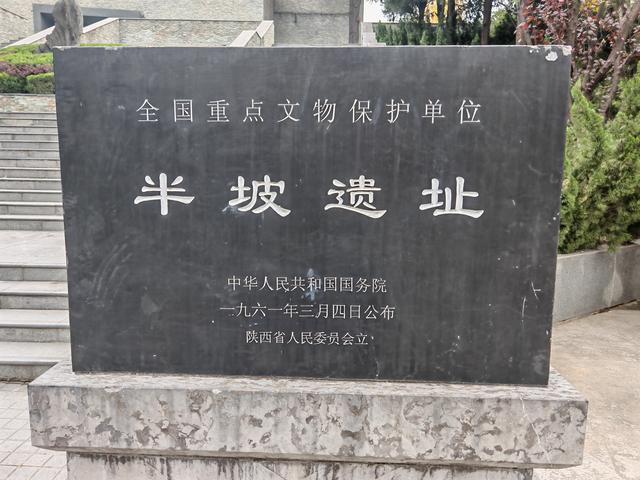 全国重点文物保护单位
半坡遗址
中华人民共和国国务院
一九六一年三月四日公布
陕西省人民委员会立